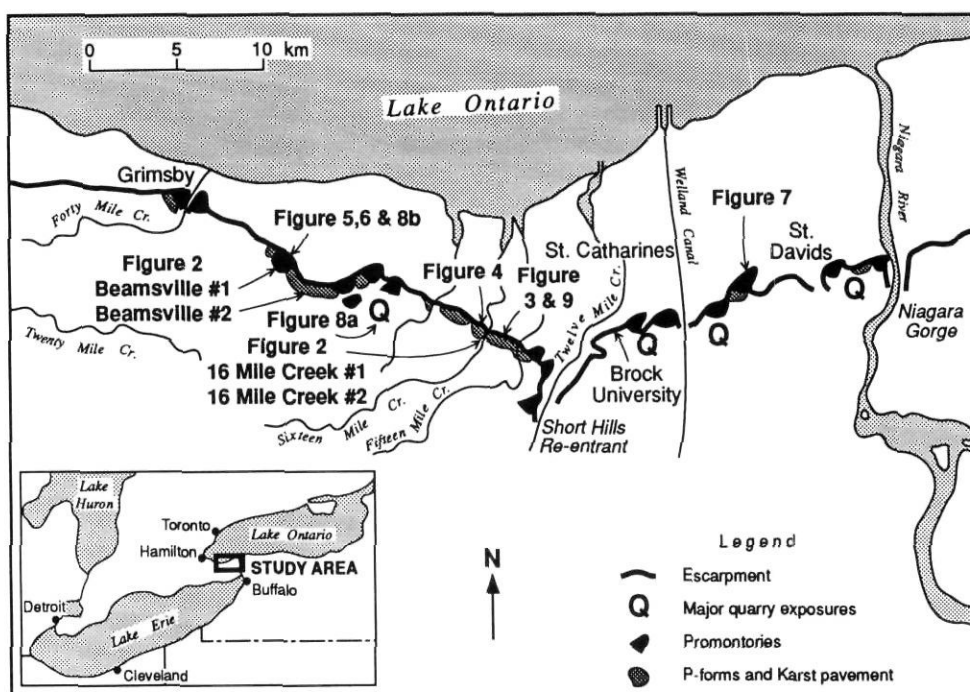 0 5 10
km
Lake Ontario
Grimsby
Forty Mile Cr.
Figure 5,6 & 8b
Figure 2
Beamsville #1
Beamsville #2
Twenty Mile Cr.
Figure 8a
Q
Figure 2
16 Mile Creek #1
16 Mile Creek #2
Figure 4
Figure
3 & 9
Sixteen Mile Cr.
Fifteen Mile Cr.
St. Catharines
Twelve Mile Cr.
Short Hills
Re-entrant
Brock
University
Q
Welland Canal
Q
Figure 7
St.
Davids
Q
Niagara River
Niagara
Gorge
Lake
Huron
Toronto
Hamilton
Lake Ontario
STUDY AREA
Buffalo
Detroit
Lake Erie
Cleveland
N
Legend
Escarpment
Q Major quarry exposures
Promontories
P-forms and Karst pavement